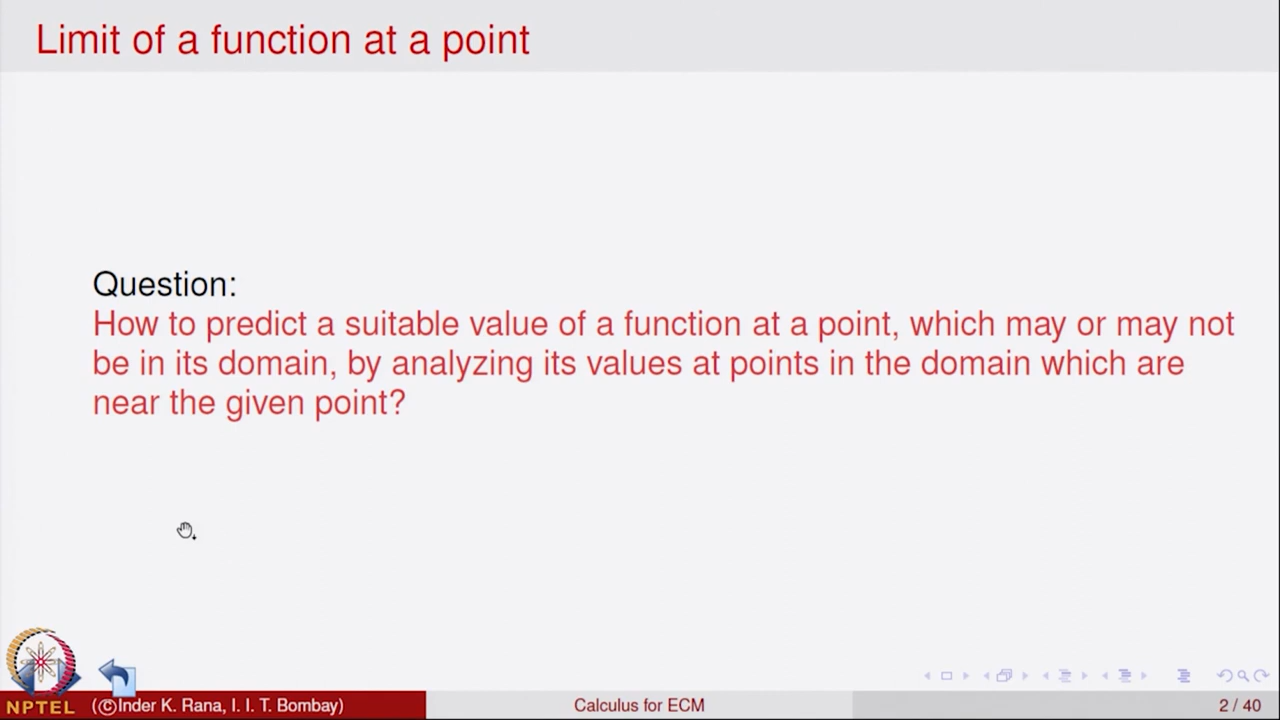 Limit of a function at a point
Question:
How to predict a suitable value of a function at a point, which may or may not
be in its domain, by analyzing its values at points in the domain which are
near the given point?
NPTEL
(©Inder K. Rana, I. I. T. Bombay)
Calculus for ECM
2 / 40